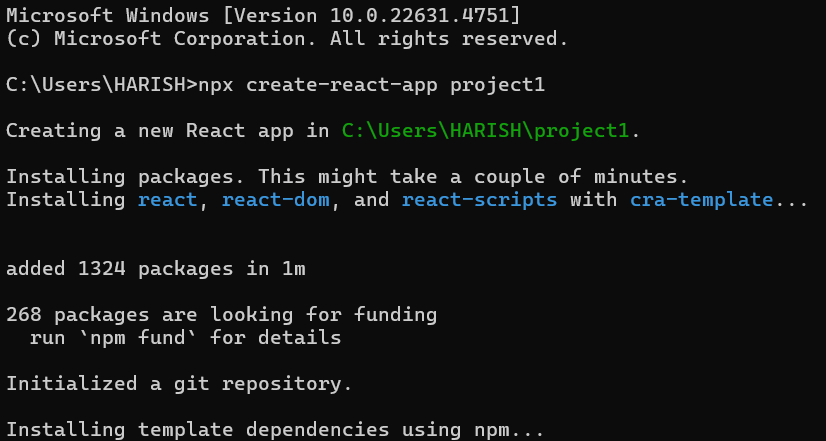 Microsoft Windows [Version 10.0.22631.4751]
(c) Microsoft Corporation. All rights reserved.
C:\Users\HARISH>npx create-react-app project1
Creating a new React app in C:\Users\HARISH\project1.
Installing packages. This might take a couple of minutes.
Installing react, react-dom, and react-scripts with cra-template...
added 1324 packages in 1m
268 packages are looking for funding
  run `npm fund` for details
Initialized a git repository.
Installing template dependencies using npm...